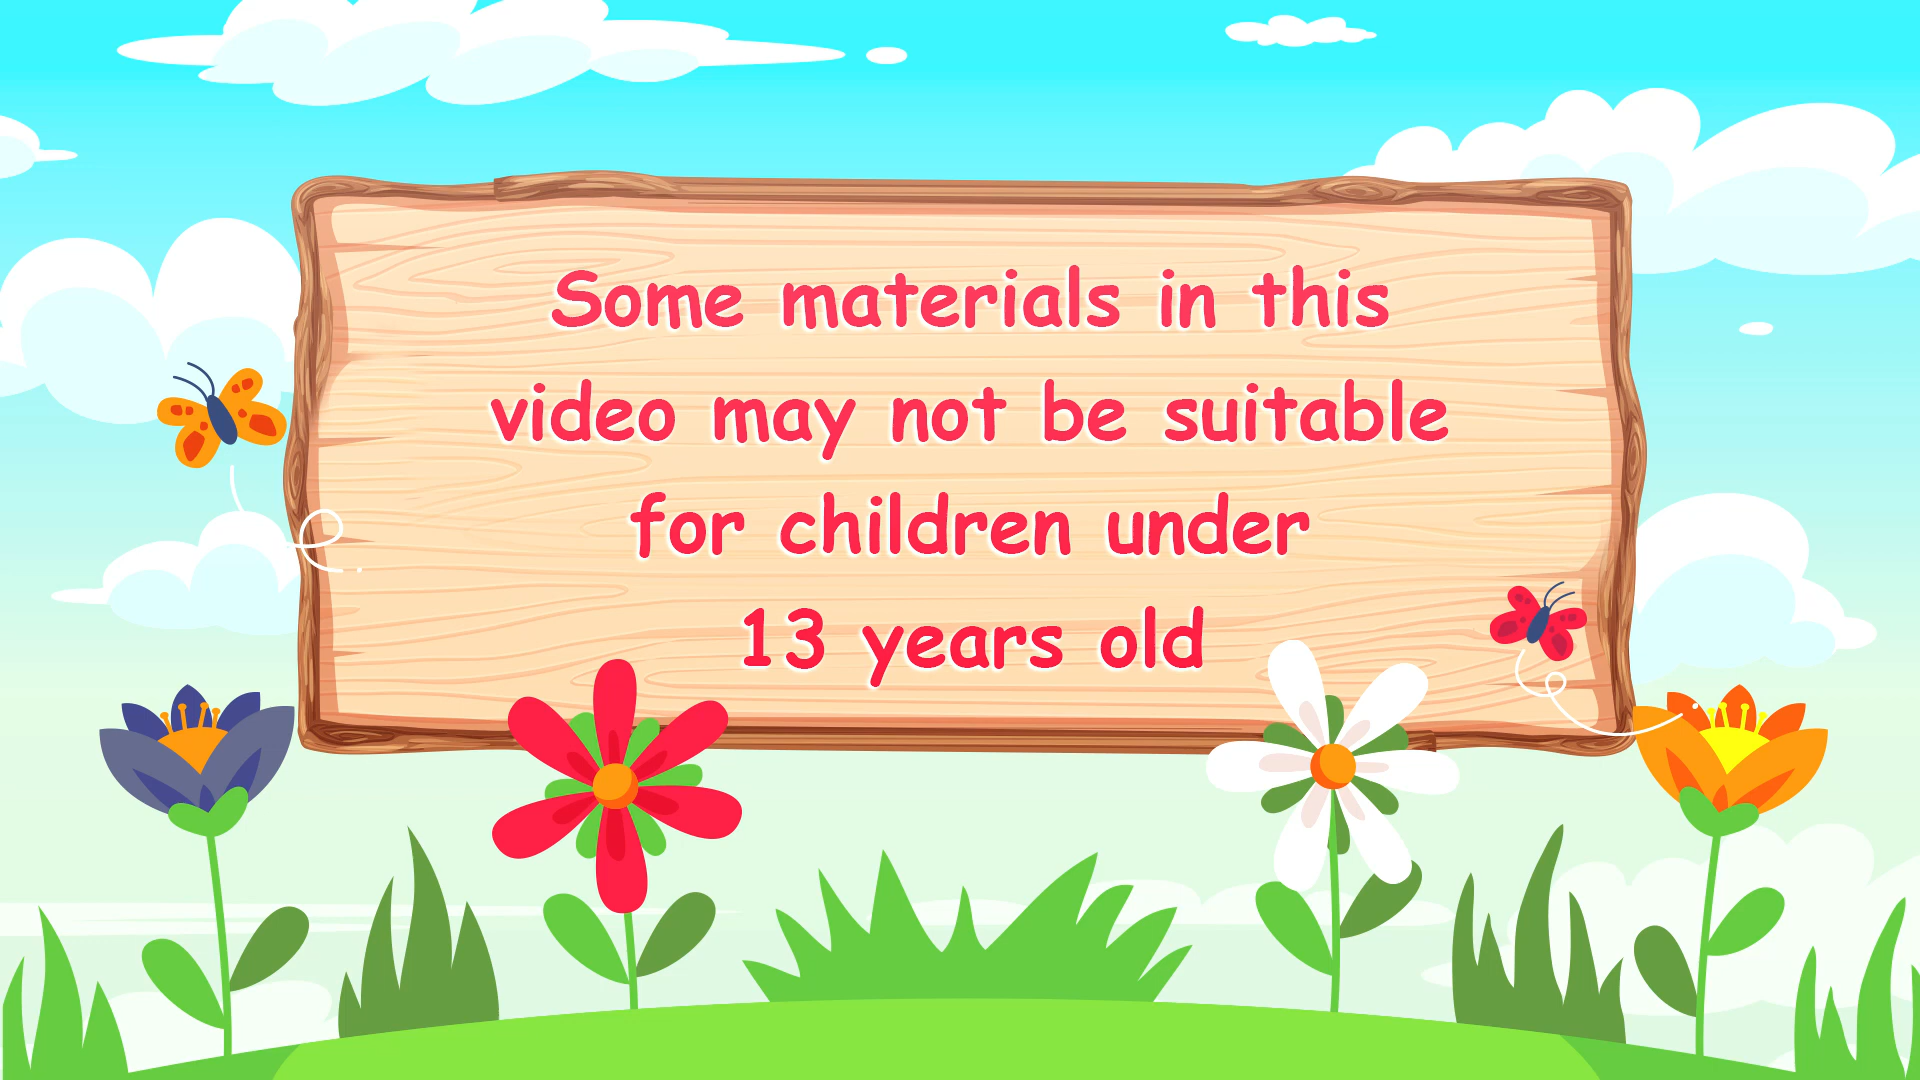 Some materials in this
video may not be suitable
for children under
13 years old